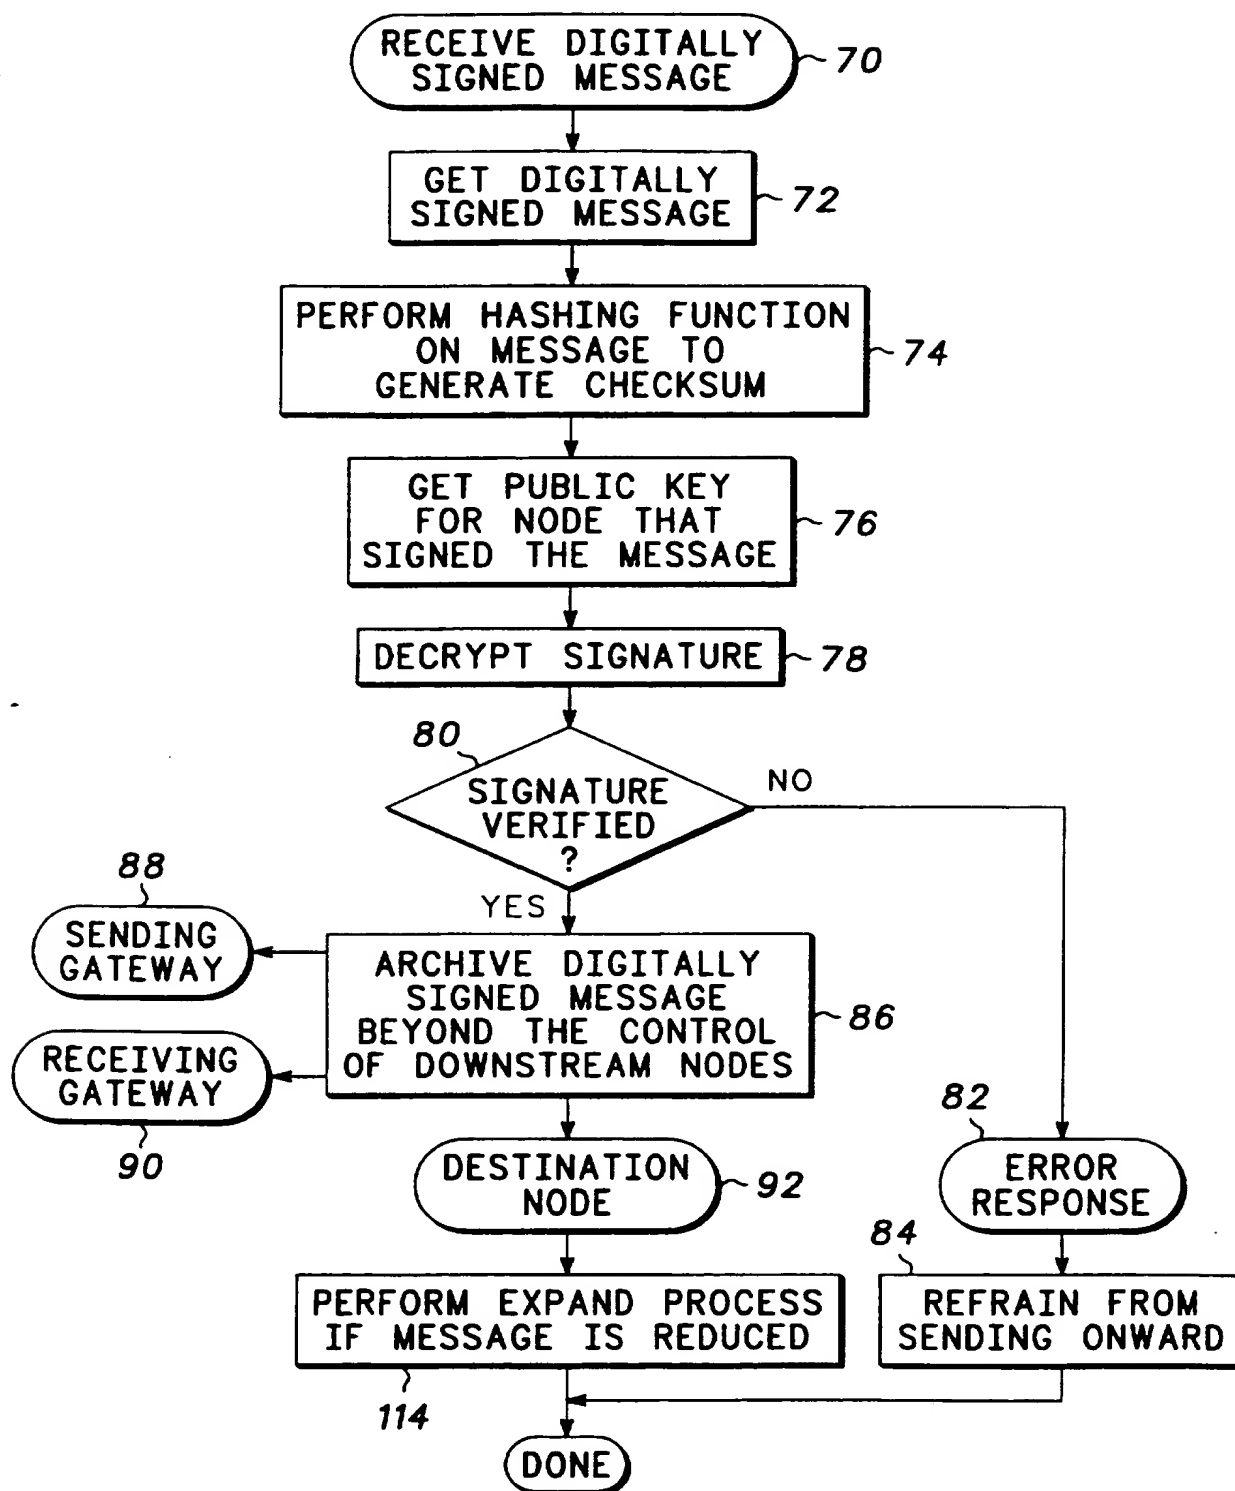 RECEIVE DIGITALLY
SIGNED MESSAGE
70
GET DIGITALLY
SIGNED MESSAGE
72
PERFORM HASHING FUNCTION
ON MESSAGE TO
GENERATE CHECKSUM
74
GET PUBLIC KEY
FOR NODE THAT
SIGNED THE MESSAGE
76
DECRYPT SIGNATURE
78
80
SIGNATURE
VERIFIED
?
NO
YES
88
SENDING
GATEWAY
ARCHIVE DIGITALLY
SIGNED MESSAGE
BEYOND THE CONTROL
OF DOWNSTREAM NODES
86
RECEIVING
GATEWAY
90
DESTINATION
NODE
92
82
ERROR
RESPONSE
84
PERFORM EXPAND PROCESS
IF MESSAGE IS REDUCED
114
REFRAIN FROM
SENDING ONWARD
DONE